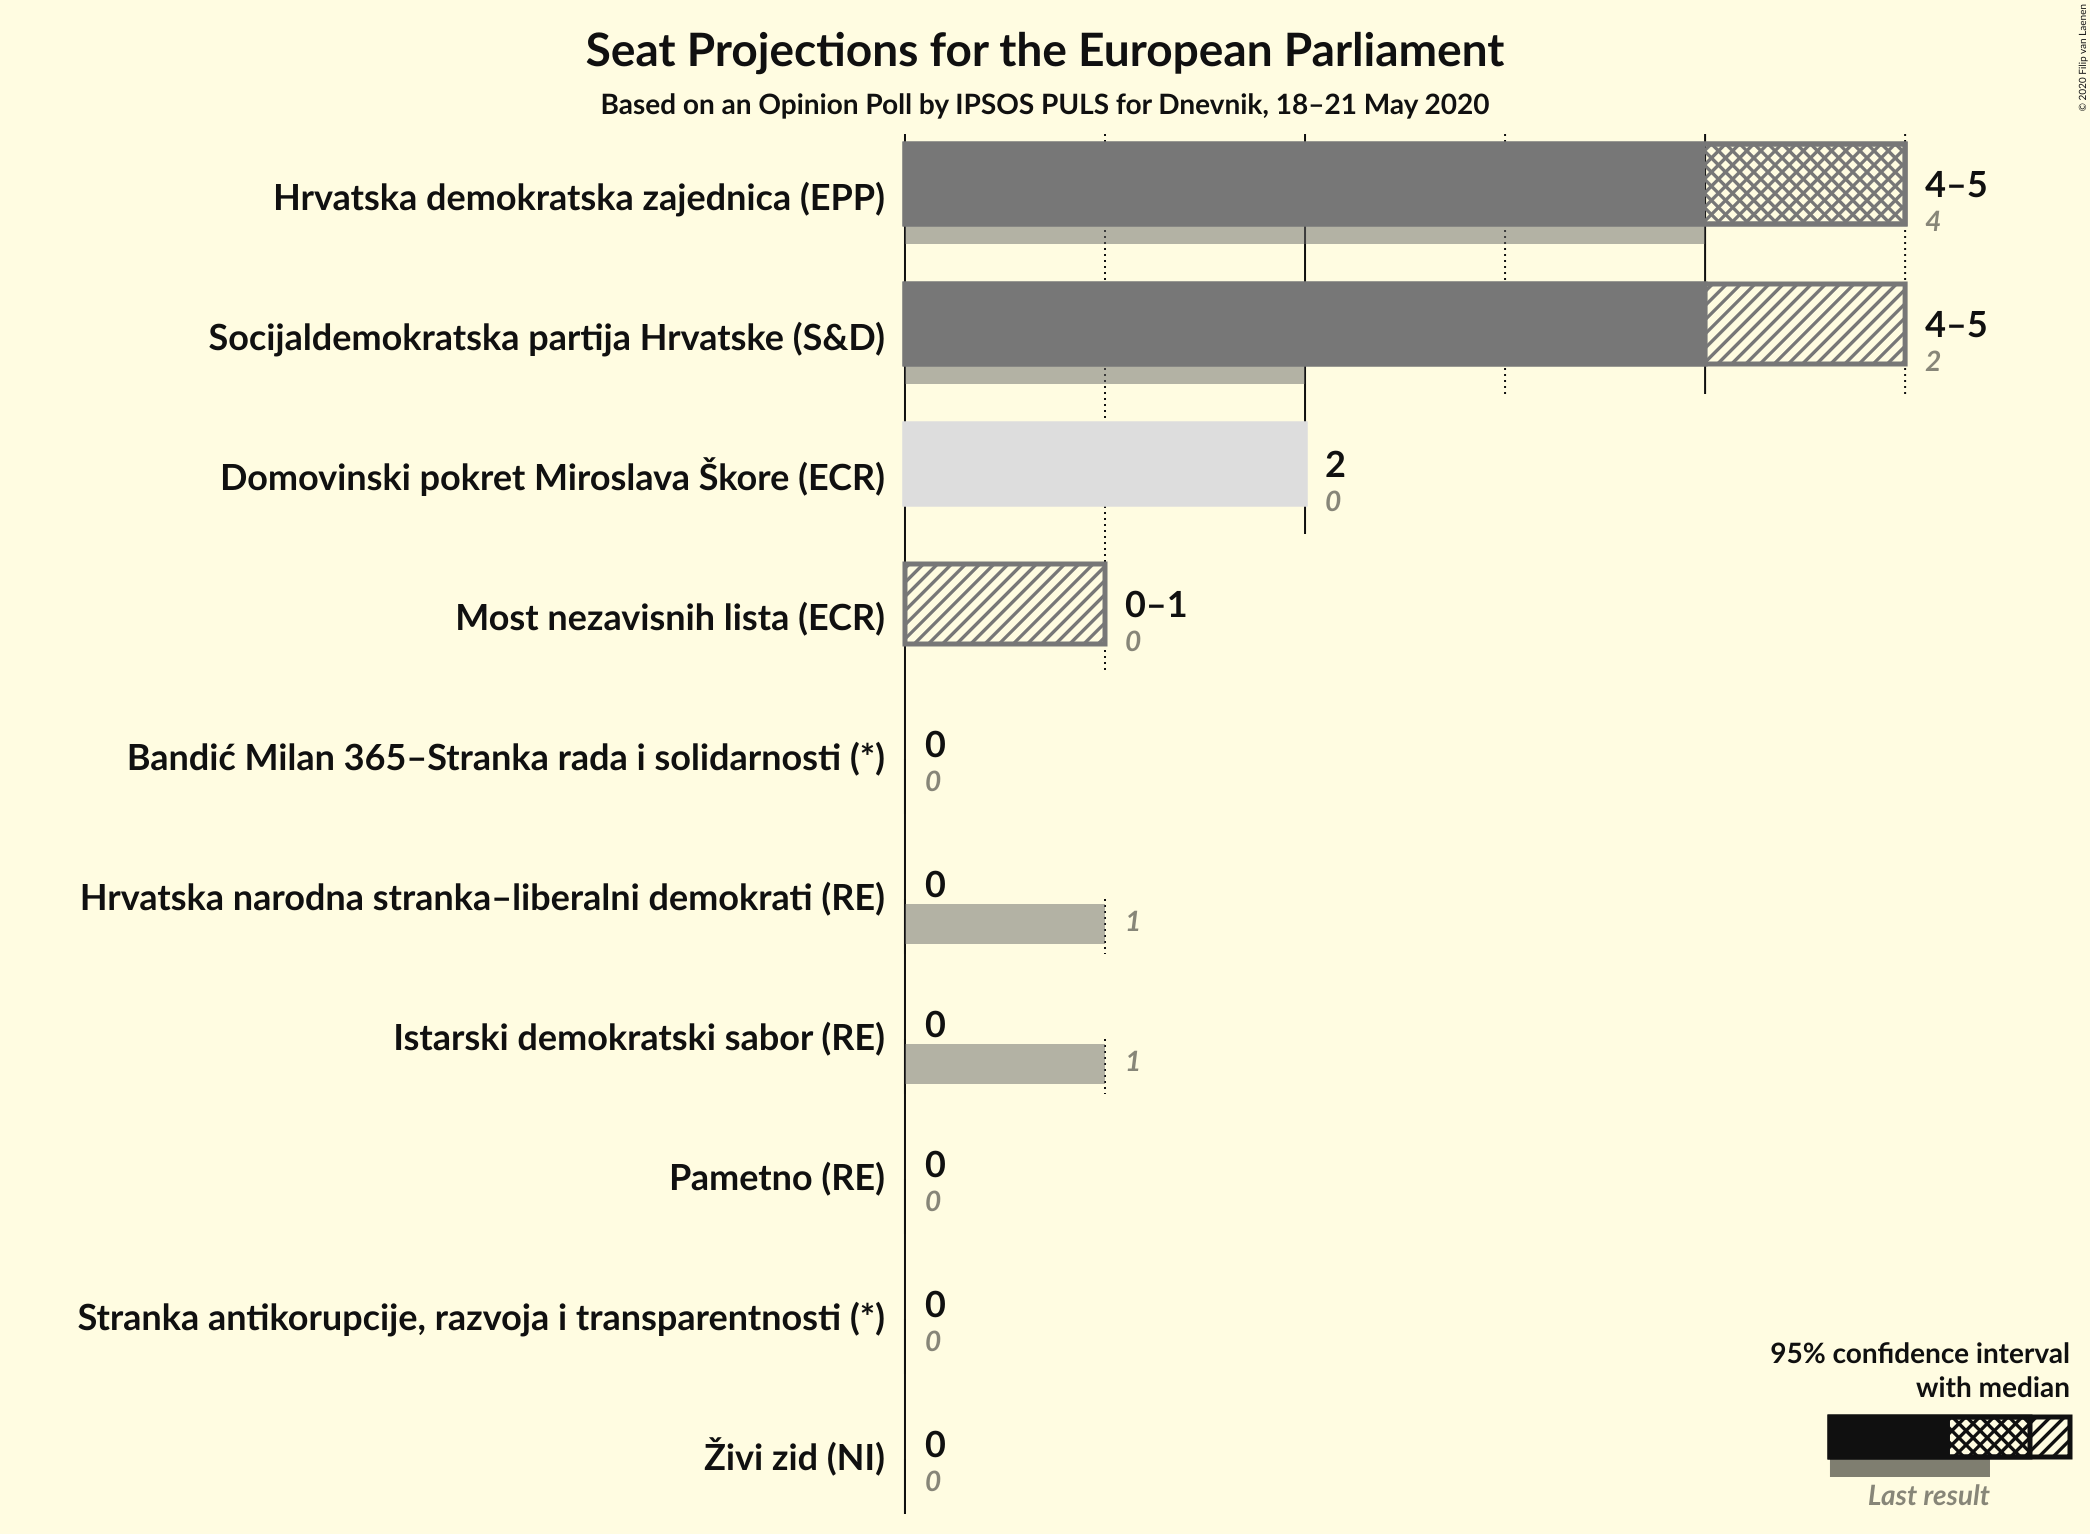 Seat Projections for the European Parliament
Based on an Opinion Poll by IPSOS PULS for Dnevnik, 18–21 May 2020
© 2020 Filip van Laenen
Hrvatska demokratska zajednica (EPP)
4–5
4
Socijaldemokratska partija Hrvatske (S&D)
4–5
2
Domovinski pokret Miroslava Škore (ECR)
2
0
Most nezavisnih lista (ECR)
0–1
0
Bandić Milan 365–Stranka rada i solidarnosti (*)
0
0
Hrvatska narodna stranka–liberalni demokrati (RE)
0
1
Istarski demokratski sabor (RE)
0
1
Pametno (RE)
0
0
Stranka antikorupcije, razvoja i transparentnosti (*)
0
0
Živi zid (NI)
0
0
95% confidence interval
with median
Last result